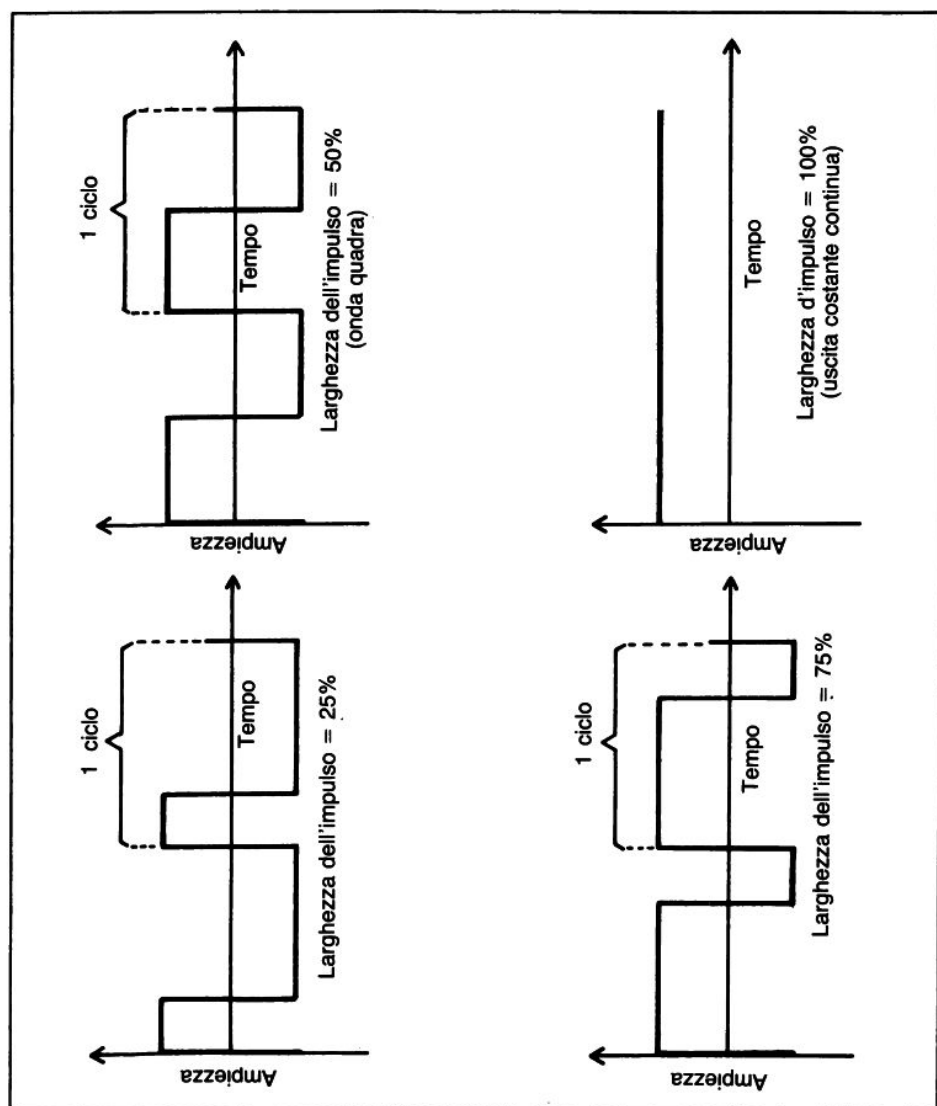 1 ciclo
Ampiezza
Tempo
Larghezza dell'impulso = 25%
1 ciclo
Ampiezza
Tempo
Larghezza dell'impulso = 50%
(onda quadra)
1 ciclo
Ampiezza
Tempo
Larghezza dell'impulso = 75%
Ampiezza
Tempo
Larghezza d'impulso = 100%
(uscita costante continua)